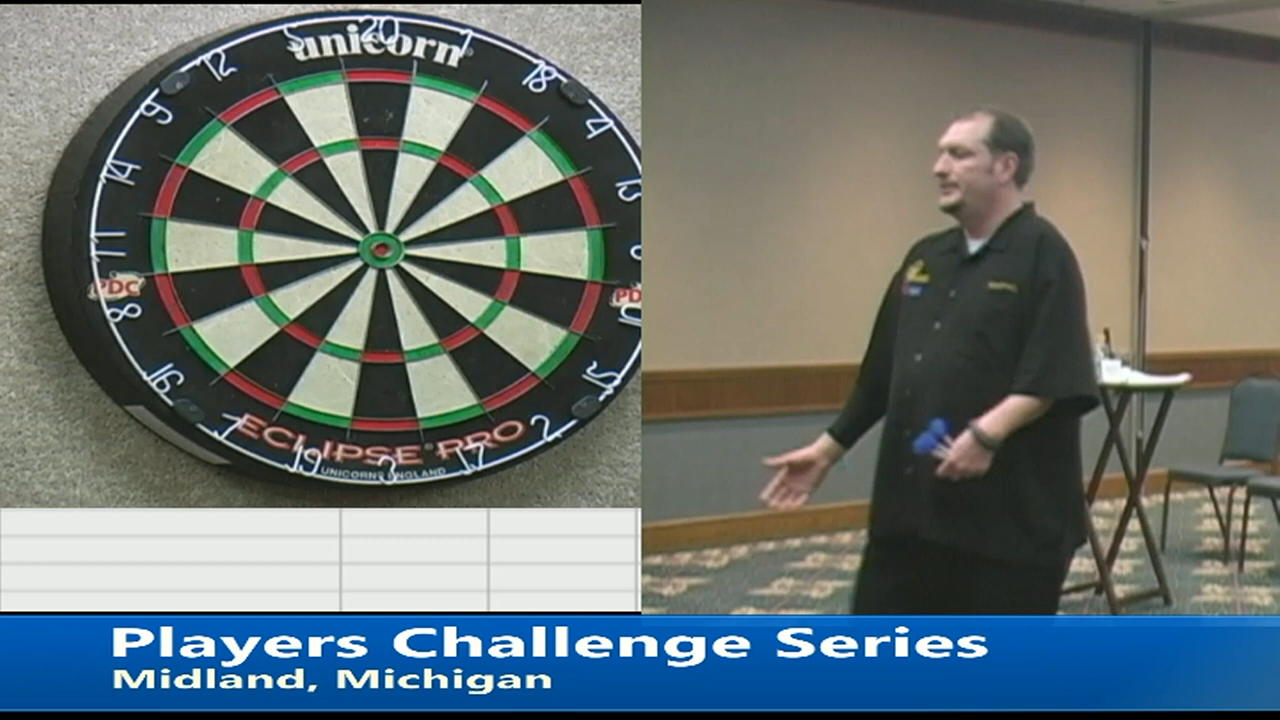 unicorn
5 20 1
12 18
9 4
14 13
11 6
PDC PD
8 10
16 15
7 2
ECLIPSE PRO
19 3 17
UNICORN ENGLAND
Players Challenge Series
Midland, Michigan